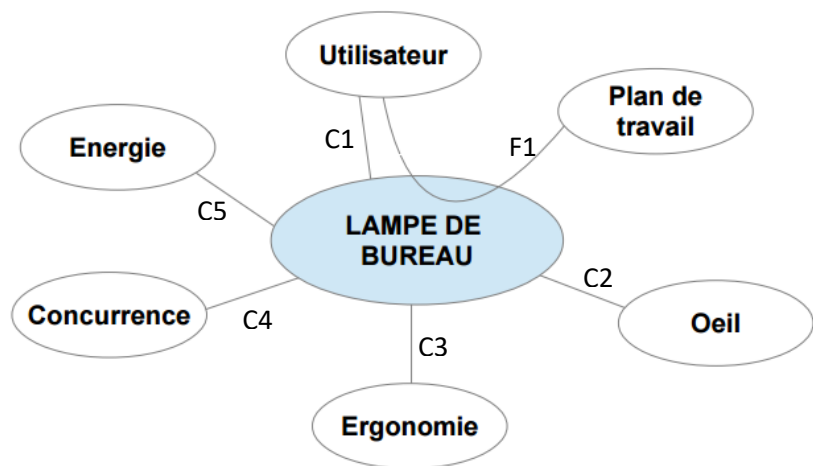 Utilisateur
Plan de
travail
Energie
C1
F1
C5
LAMPE DE
BUREAU
C2
Concurrence
C4
Oeil
C3
Ergonomie